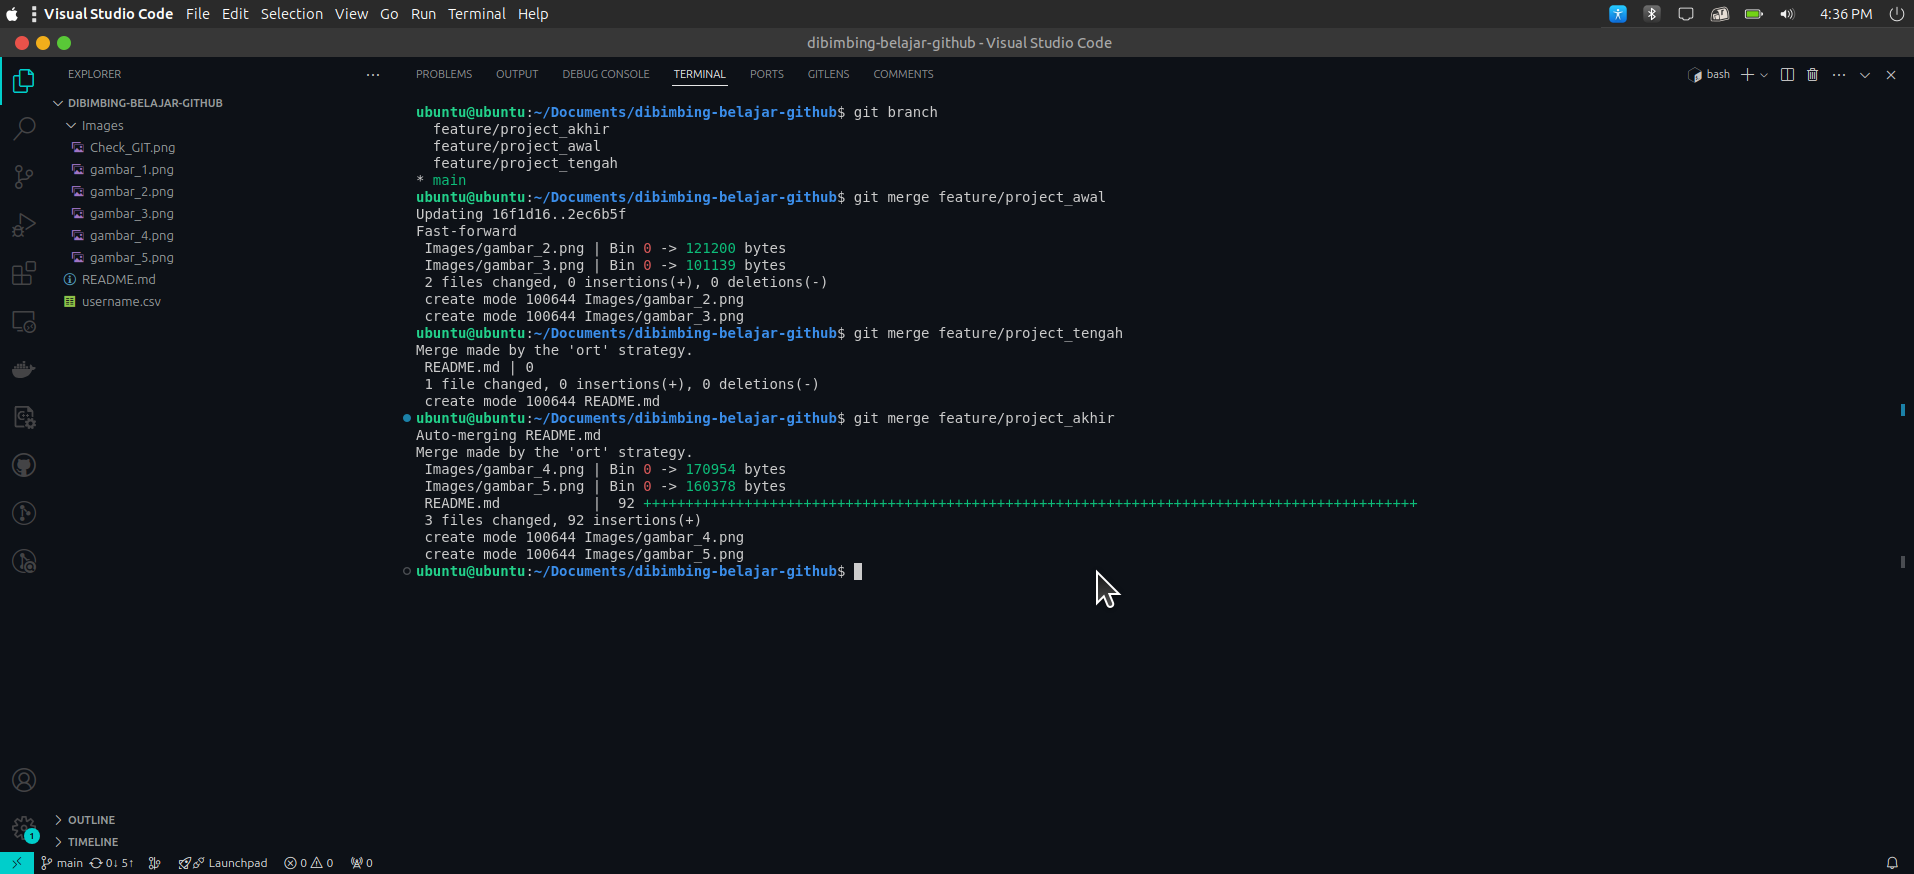 Visual Studio Code File Edit Selection View Go Run Terminal Help 4:36 PM
dibimbing-belajar-github - Visual Studio Code
EXPLORER
DIBIMBING-BELAJAR-GITHUB
Images
Check_GIT.png
gambar_1.png
gambar_2.png
gambar_3.png
gambar_4.png
gambar_5.png
README.md
username.csv
OUTLINE
TIMELINE
PROBLEMS OUTPUT DEBUG CONSOLE TERMINAL PORTS GITLENS COMMENTS bash
ubuntu@ubuntu:~/Documents/dibimbing-belajar-github$ git branch
feature/project_akhir
feature/project_awal
feature/project_tengah
* main
ubuntu@ubuntu:~/Documents/dibimbing-belajar-github$ git merge feature/project_awal
Updating 16f1d16..2ec6b5f
Fast-forward
Images/gambar_2.png | Bin 0 -> 121200 bytes
Images/gambar_3.png | Bin 0 -> 101139 bytes
2 files changed, 0 insertions(+), 0 deletions(-)
create mode 100644 Images/gambar_2.png
create mode 100644 Images/gambar_3.png
ubuntu@ubuntu:~/Documents/dibimbing-belajar-github$ git merge feature/project_tengah
Merge made by the 'ort' strategy.
README.md | 0
1 file changed, 0 insertions(+), 0 deletions(-)
create mode 100644 README.md
ubuntu@ubuntu:~/Documents/dibimbing-belajar-github$ git merge feature/project_akhir
Auto-merging README.md
Merge made by the 'ort' strategy.
Images/gambar_4.png | Bin 0 -> 170954 bytes
Images/gambar_5.png | Bin 0 -> 160378 bytes
README.md | 92 ++++++++++++++++++++++++++++++++++++++++++++++++++++++++++++++++++++++++++++++++++++++++++++
3 files changed, 92 insertions(+)
create mode 100644 Images/gambar_4.png
create mode 100644 Images/gambar_5.png
ubuntu@ubuntu:~/Documents/dibimbing-belajar-github$
1
main 0↓ 5↑ Launchpad 0 0 0